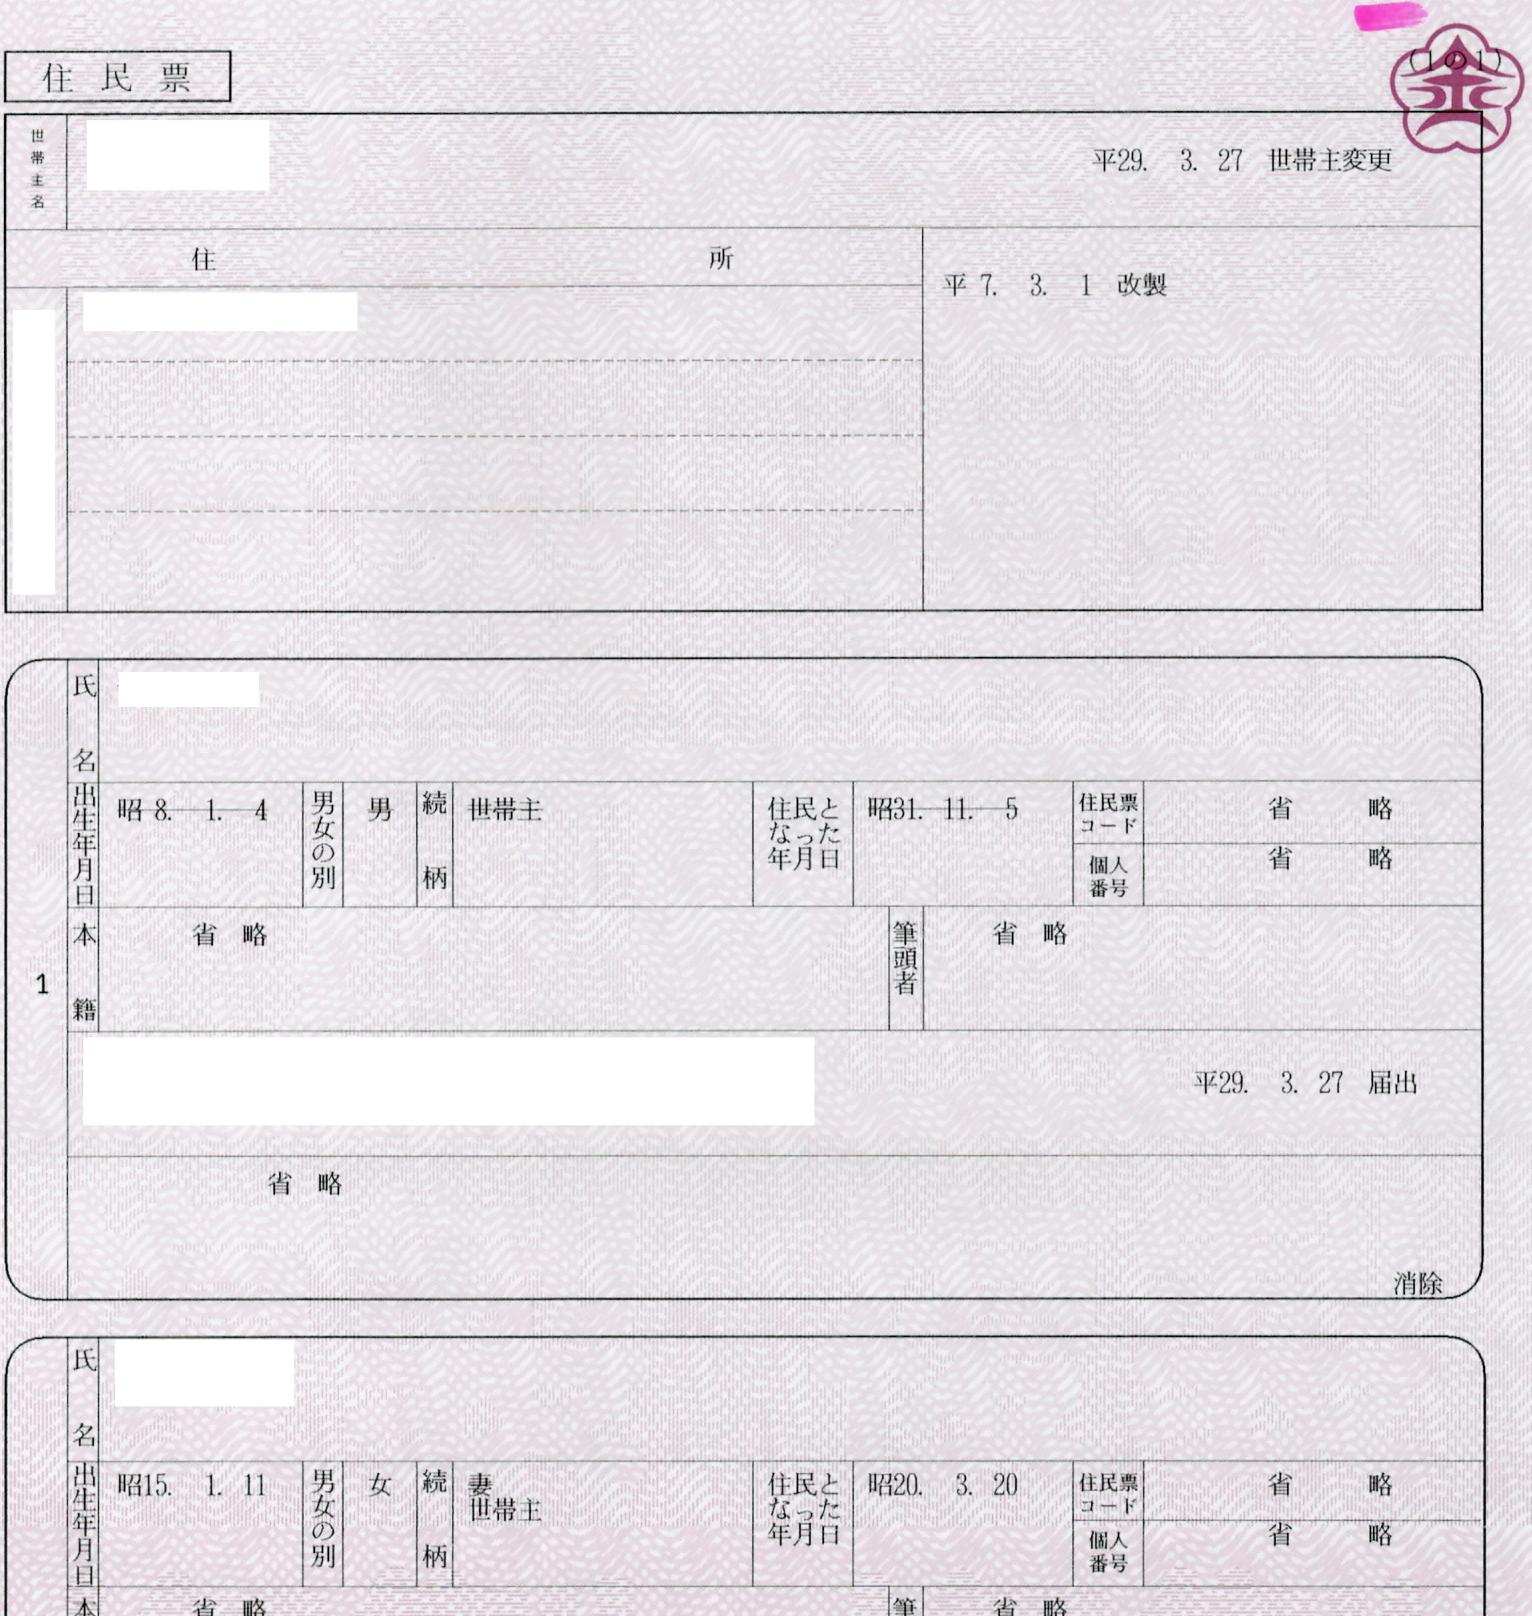 住 民 票
(1の1)
世帯主名
平29. 3. 27 世帯主変更
住 所
平 7. 3. 1 改製
氏名
出生年月日 昭 8. 1. 4 男女の別 男 続柄 世帯主 住民となった年月日 昭31. 11. 5 住民票コード 省 略
個人番号 省 略
本籍 省 略 筆頭者 省 略
1
平29. 3. 27 届出
省 略
消除
氏名
出生年月日 昭15. 1. 11 男女の別 女 続柄 妻 住民となった年月日 昭20. 3. 20 住民票コード 省 略
世帯主
個人番号 省 略
本 省 略 筆 省 略